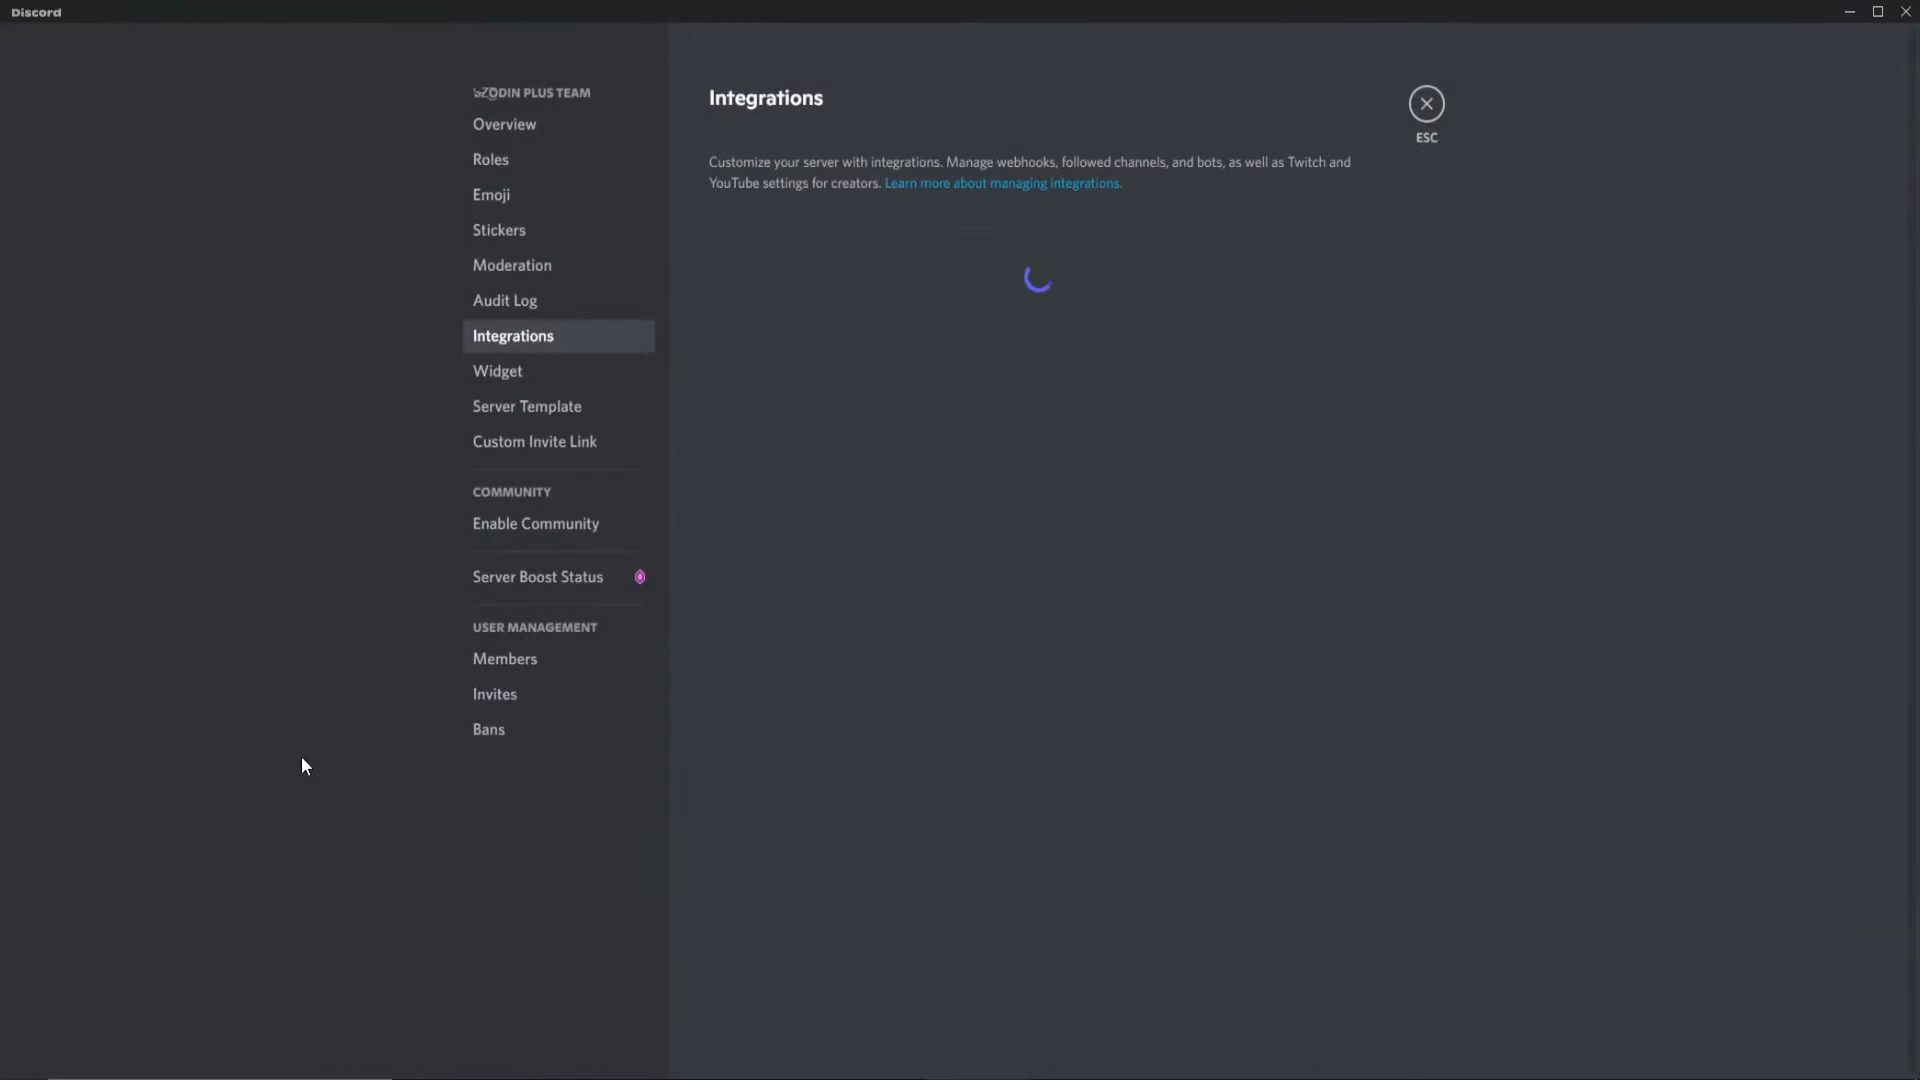 Discord
PLUS TEAM
Overview
Roles
Emoji
Stickers
Moderation
Audit Log
Integrations
Widget
Server Template
Custom Invite Link
COMMUNITY
Enable Community
Server Boost Status
USER MANAGEMENT
Members
Invites
Bans
Integrations
Customize your server with integrations. Manage webhooks, followed channels, and bots, as well as Twitch and
YouTube settings for creators. Learn more about managing integrations.
ESC